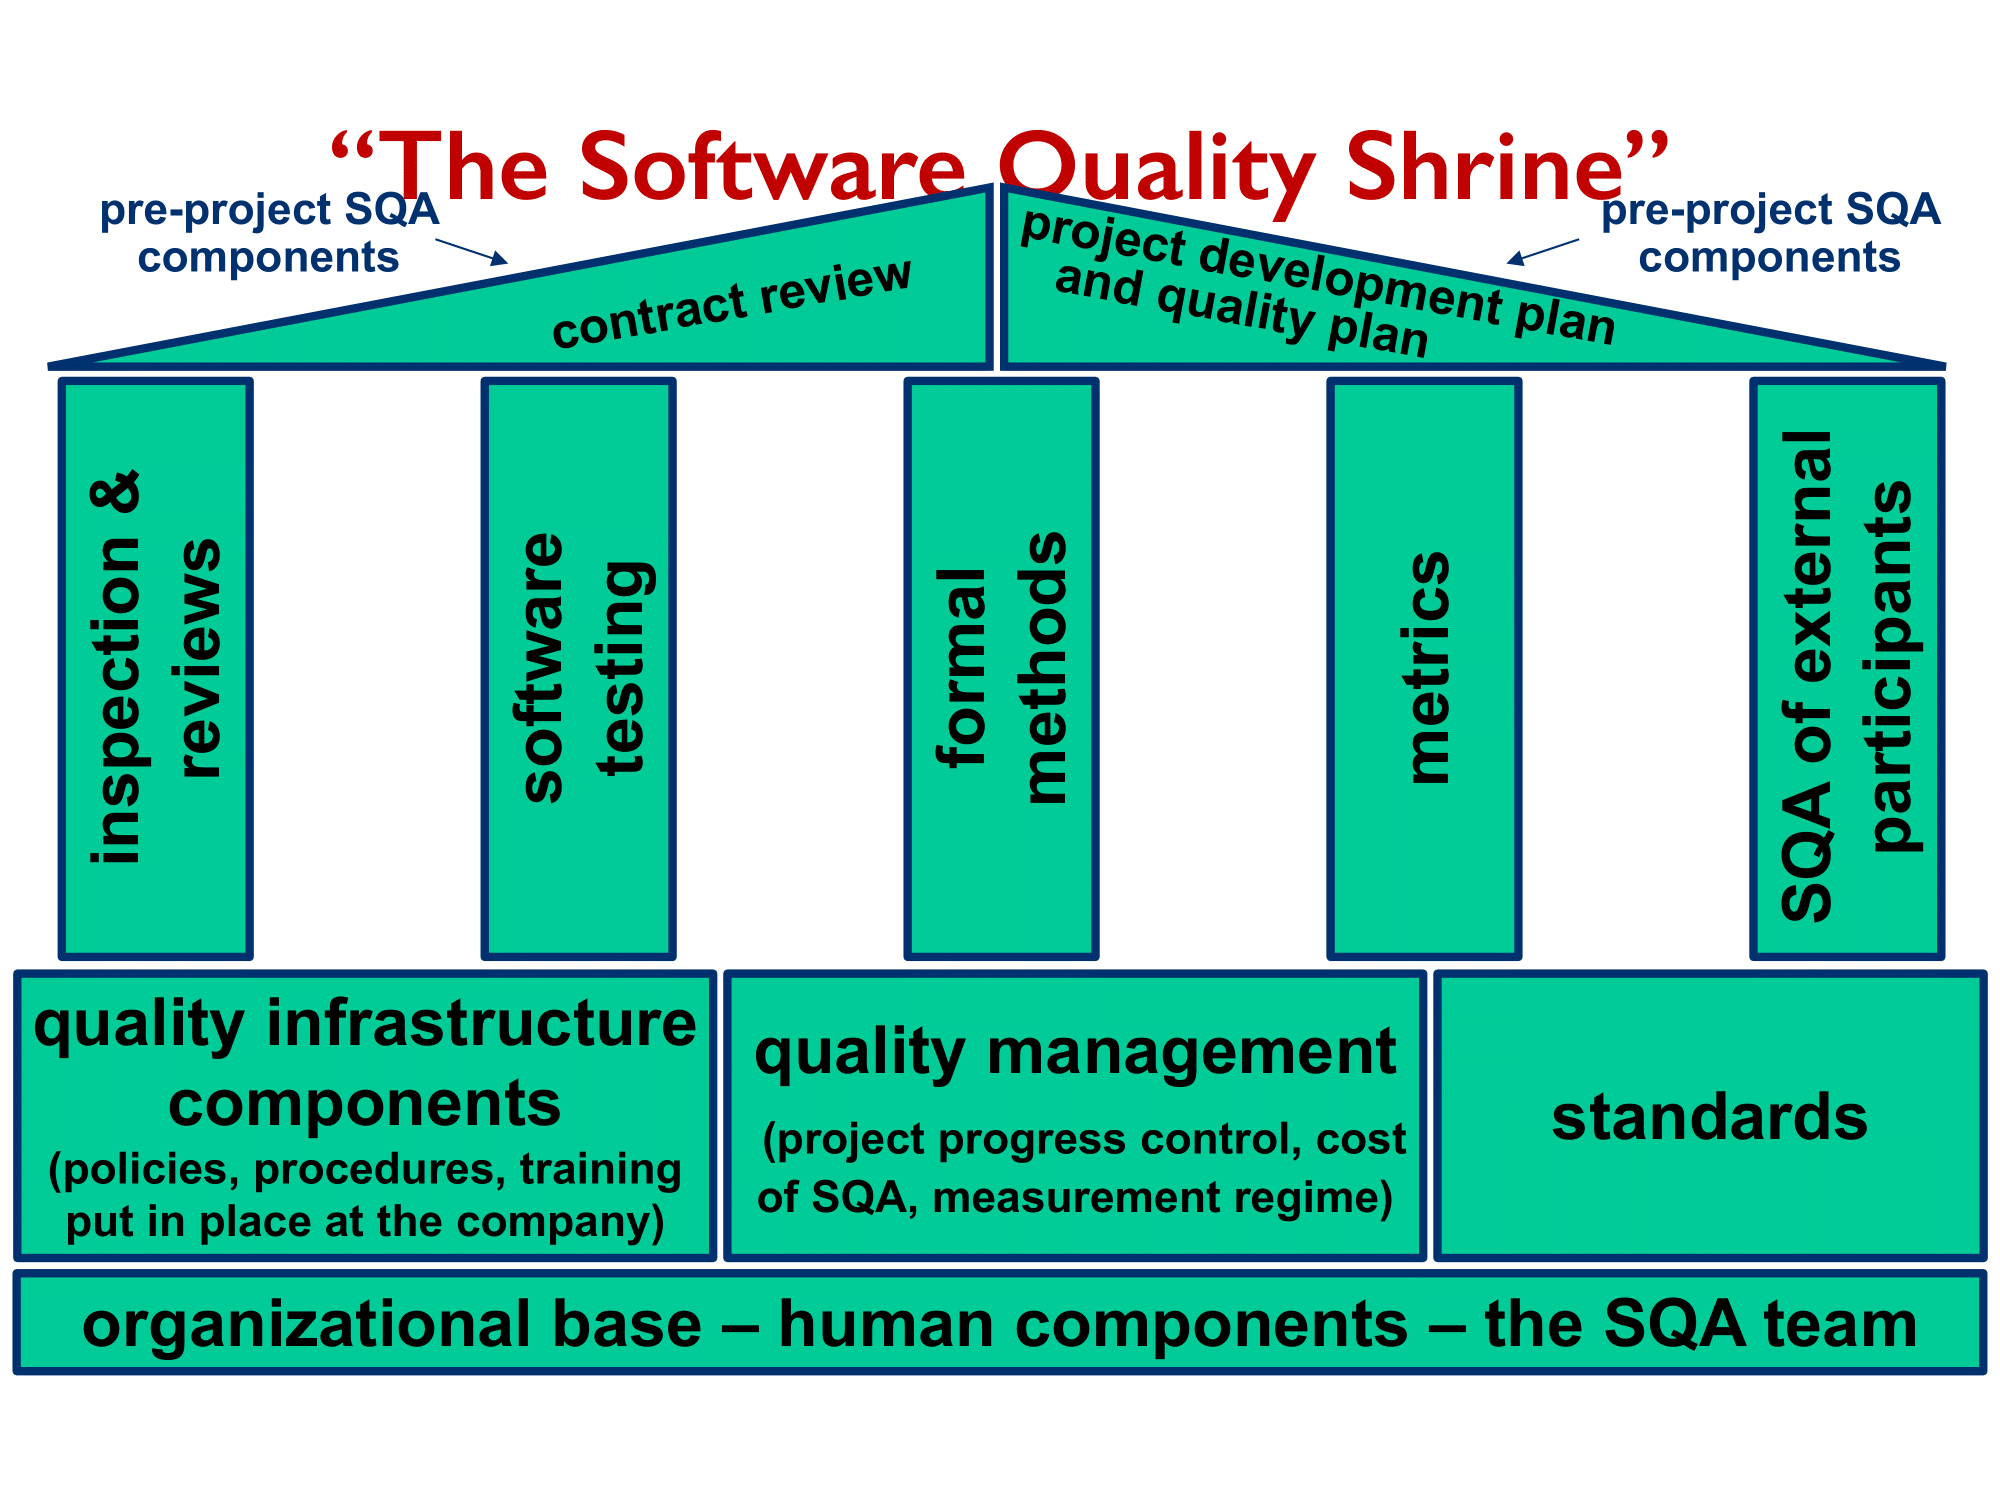 “The Software Quality Shrine”
pre-project SQA
components
pre-project SQA
components
contract review
project development plan
and quality plan
inspection &
reviews
software
testing
formal
methods
metrics
SQA of external
participants
quality infrastructure
components
(policies, procedures, training
put in place at the company)
quality management
(project progress control, cost
of SQA, measurement regime)
standards
organizational base – human components – the SQA team